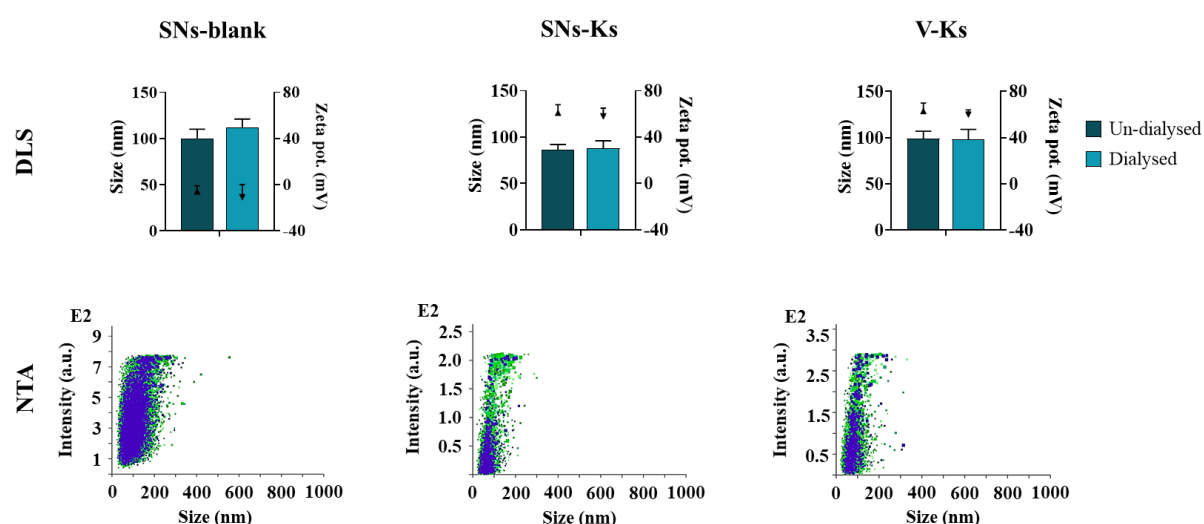 SNs-blank
SNs-Ks
V-Ks
DLS
Size (nm)
150
100
50
0
80
40
0
-40
Zeta pot. (mV)
Size (nm)
150
100
50
0
80
40
0
-40
Zeta pot. (mV)
Size (nm)
150
100
50
0
80
40
0
-40
Zeta pot. (mV)
Un-dialysed
Dialysed
NTA
E2
Intensity (a.u.)
9
7
5
3
1
0 200 400 600 800 1000
Size (nm)
E2
Intensity (a.u.)
2.5
2.0
1.5
1.0
0.5
0 200 400 600 800 1000
Size (nm)
E2
Intensity (a.u.)
3.5
2.5
1.5
0.5
0 200 400 600 800 1000
Size (nm)